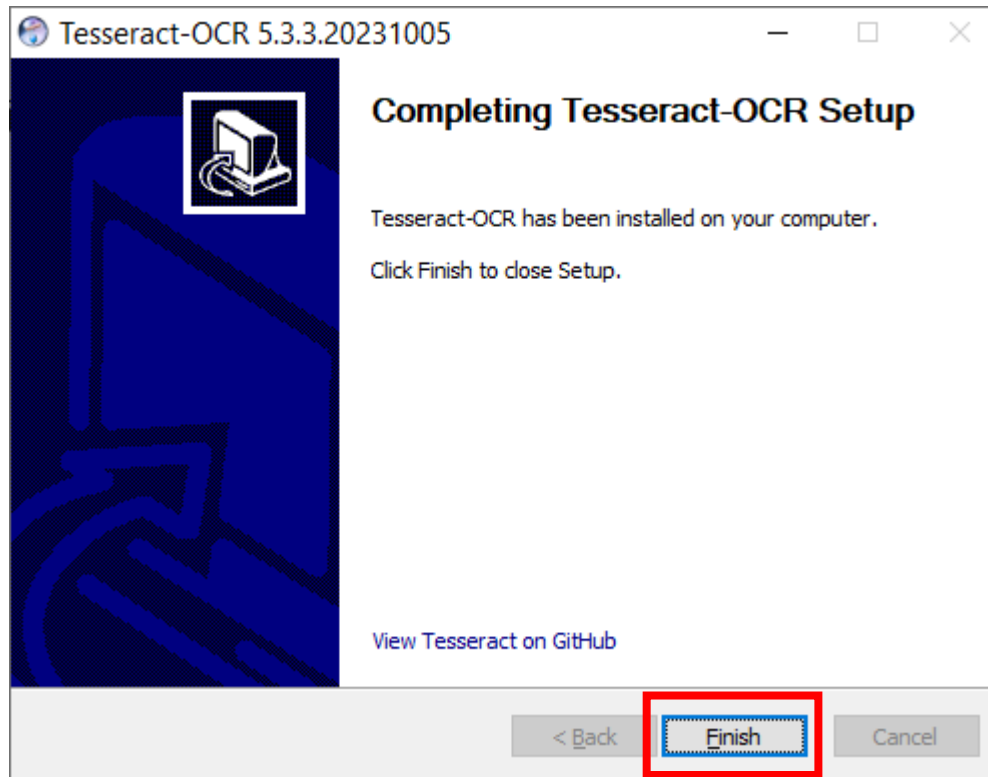 Tesseract-OCR 5.3.3.20231005
Completing Tesseract-OCR Setup
Tesseract-OCR has been installed on your computer.
Click Finish to close Setup.
View Tesseract on GitHub
< Back Finish Cancel